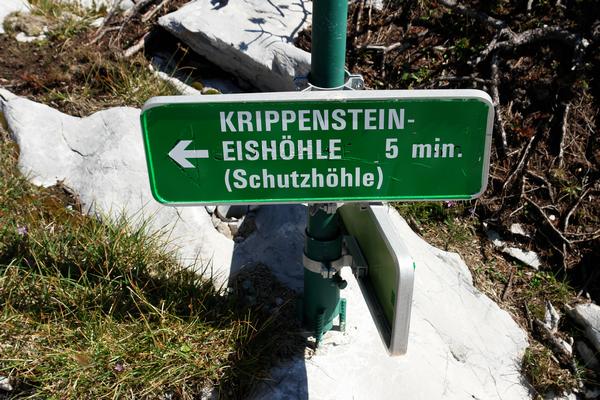 KRIPPENSTEIN-
← EISHÖHLE 5 min.
(Schutzhöhle)